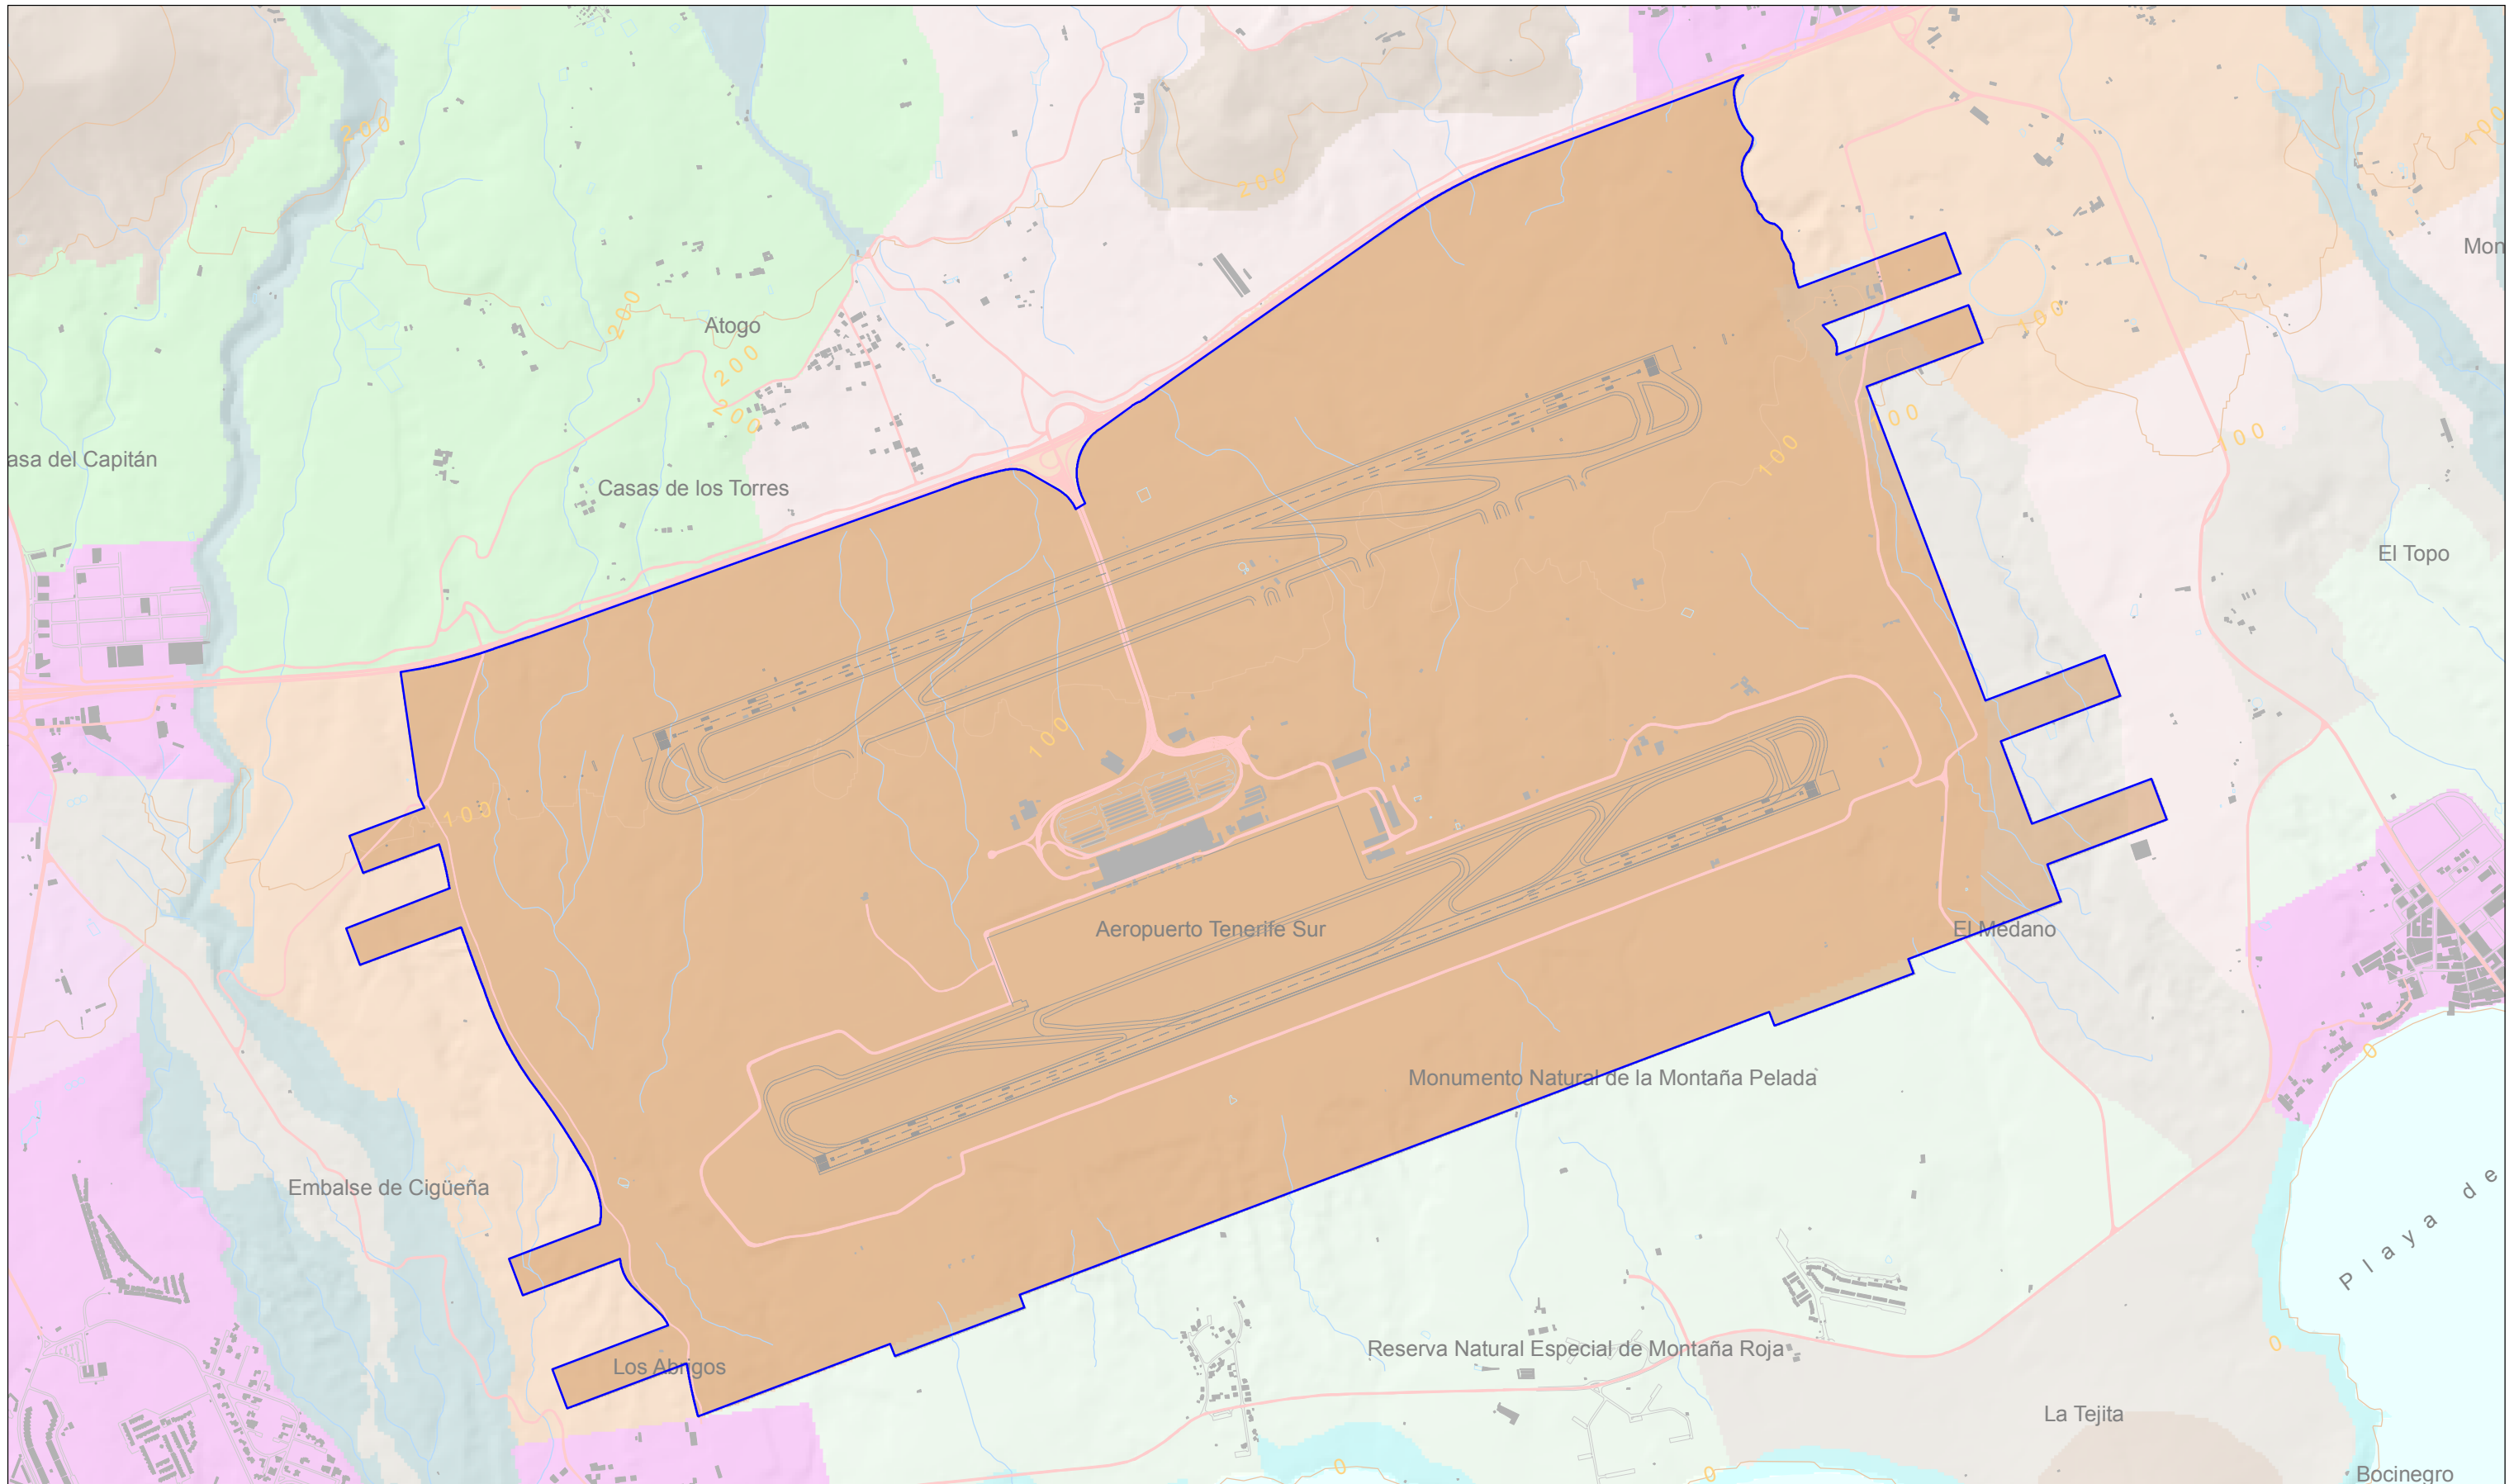 200
100
200
Mon
200
100
Atogo
200
200
100
100
100
asa del Capitán
100
Casas de los Torres
El Topo
100
100
Aeropuerto Tenerife Sur
El Médano
0
Monumento Natural de la Montaña Pelada
Embalse de Cigüeña
Playa de
0
Reserva Natural Especial de Montaña Roja
Los Abrigos
La Tejita
0
0
Bocinegro